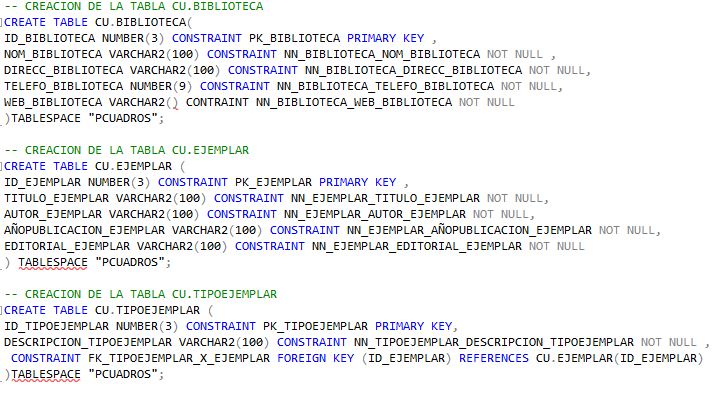 -- CREACION DE LA TABLA CU.BIBLIOTECA
CREATE TABLE CU.BIBLIOTECA(
ID_BIBLIOTECA NUMBER(3) CONSTRAINT PK_BIBLIOTECA PRIMARY KEY ,
NOM_BIBLIOTECA VARCHAR2(100) CONSTRAINT NN_BIBLIOTECA_NOM_BIBLIOTECA NOT NULL ,
DIRECC_BIBLIOTECA VARCHAR2(100) CONSTRAINT NN_BIBLIOTECA_DIRECC_BIBLIOTECA NOT NULL,
TELEFO_BIBLIOTECA NUMBER(9) CONSTRAINT NN_BIBLIOTECA_TELEFO_BIBLIOTECA NOT NULL,
WEB_BIBLIOTECA VARCHAR2() CONTRAINT NN_BIBLIOTECA_WEB_BIBLIOTECA NOT NULL
)TABLESPACE "PCUADROS";
-- CREACION DE LA TABLA CU.EJEMPLAR
CREATE TABLE CU.EJEMPLAR (
ID_EJEMPLAR NUMBER(3) CONSTRAINT PK_EJEMPLAR PRIMARY KEY ,
TITULO_EJEMPLAR VARCHAR2(100) CONSTRAINT NN_EJEMPLAR_TITULO_EJEMPLAR NOT NULL,
AUTOR_EJEMPLAR VARCHAR2(100) CONSTRAINT NN_EJEMPLAR_AUTOR_EJEMPLAR NOT NULL,
AÑOPUBLICACION_EJEMPLAR VARCHAR2(100) CONSTRAINT NN_EJEMPLAR_AÑOPUBLICACION_EJEMPLAR NOT NULL,
EDITORIAL_EJEMPLAR VARCHAR2(100) CONSTRAINT NN_EJEMPLAR_EDITORIAL_EJEMPLAR NOT NULL
) TABLESPACE "PCUADROS";
-- CREACION DE LA TABLA CU.TIPOEJEMPLAR
CREATE TABLE CU.TIPOEJEMPLAR (
ID_TIPOEJEMPLAR NUMBER(3) CONSTRAINT PK_TIPOEJEMPLAR PRIMARY KEY,
DESCRIPCION_TIPOEJEMPLAR VARCHAR2(100) CONSTRAINT NN_TIPOEJEMPLAR_DESCRIPCION_TIPOEJEMPLAR NOT NULL ,
CONSTRAINT FK_TIPOEJEMPLAR_X_EJEMPLAR FOREIGN KEY (ID_EJEMPLAR) REFERENCES CU.EJEMPLAR(ID_EJEMPLAR)
)TABLESPACE "PCUADROS";